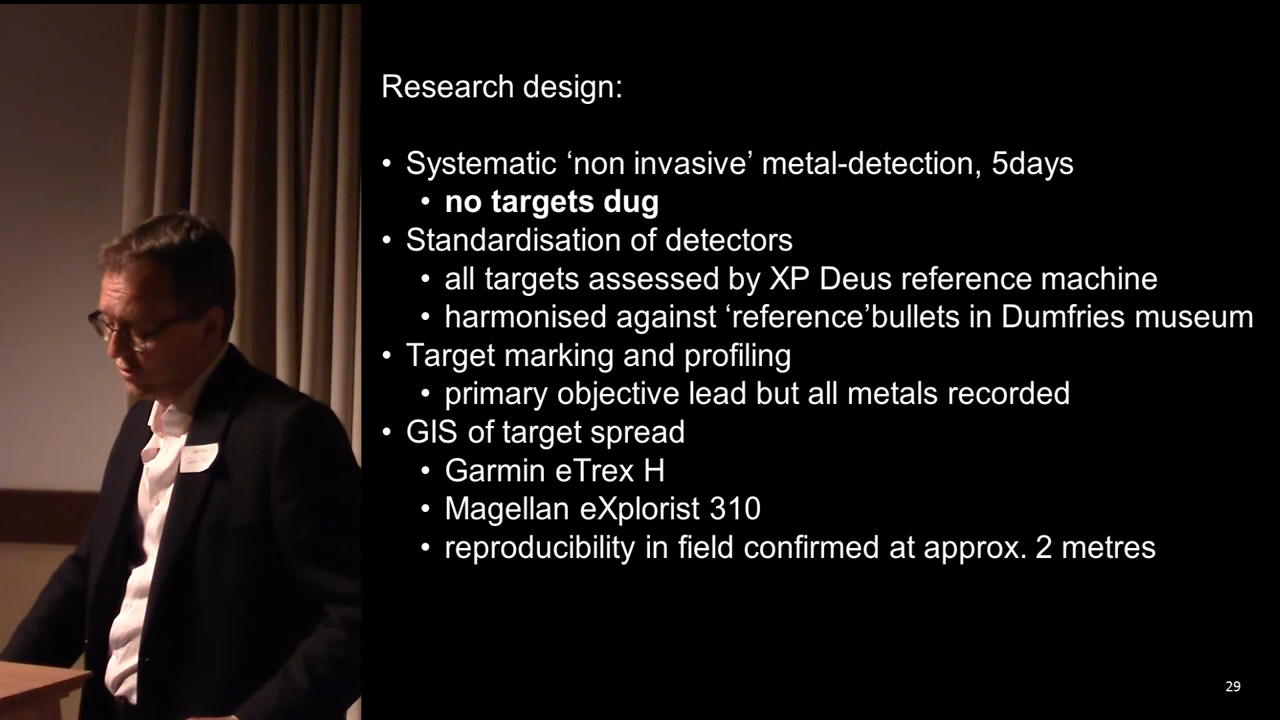 Research design:
• Systematic ‘non invasive’ metal-detection, 5days
• no targets dug
• Standardisation of detectors
• all targets assessed by XP Deus reference machine
• harmonised against ‘reference’bullets in Dumfries museum
• Target marking and profiling
• primary objective lead but all metals recorded
• GIS of target spread
• Garmin eTrex H
• Magellan eXplorist 310
• reproducibility in field confirmed at approx. 2 metres
29